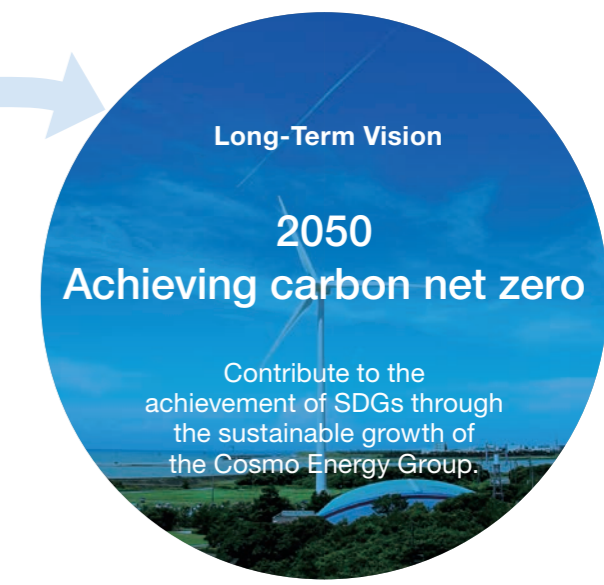 Long-Term Vision
2050
Achieving carbon net zero
Contribute to the
achievement of SDGs through
the sustainable growth of
the Cosmo Energy Group.